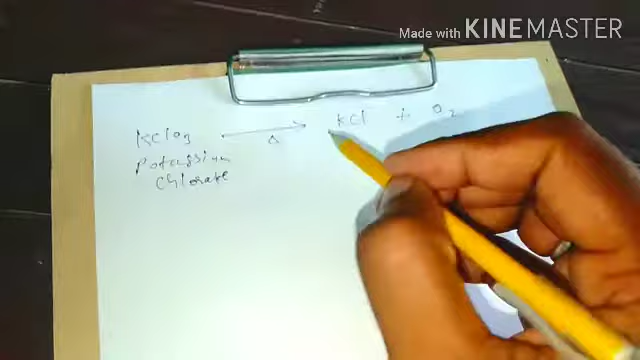 Made with KINEMASTER
KClO3 → KCl + O2
Δ
Potassium
Chlorate